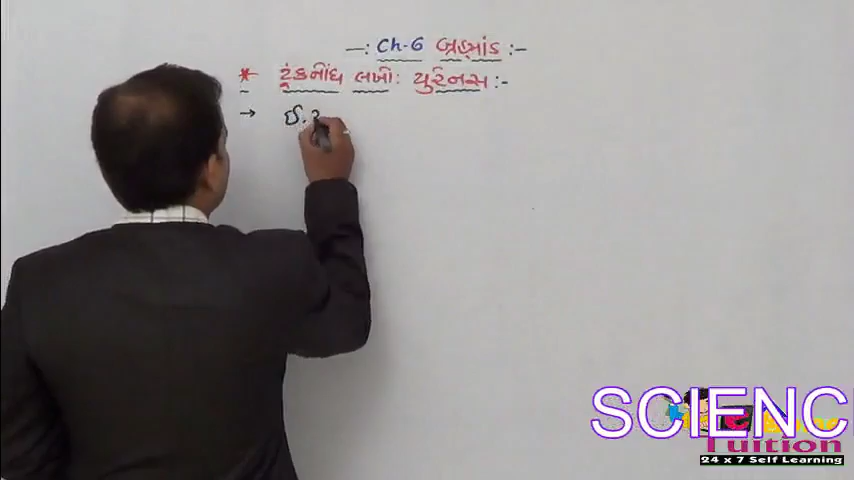 —: Ch-6 બ્રહ્માંડ :-
* ટૂંકનોંધ લખો: યુરેનસ :-
→ ઈ.
SCIENC
Tuition
24 x 7 Self Learning